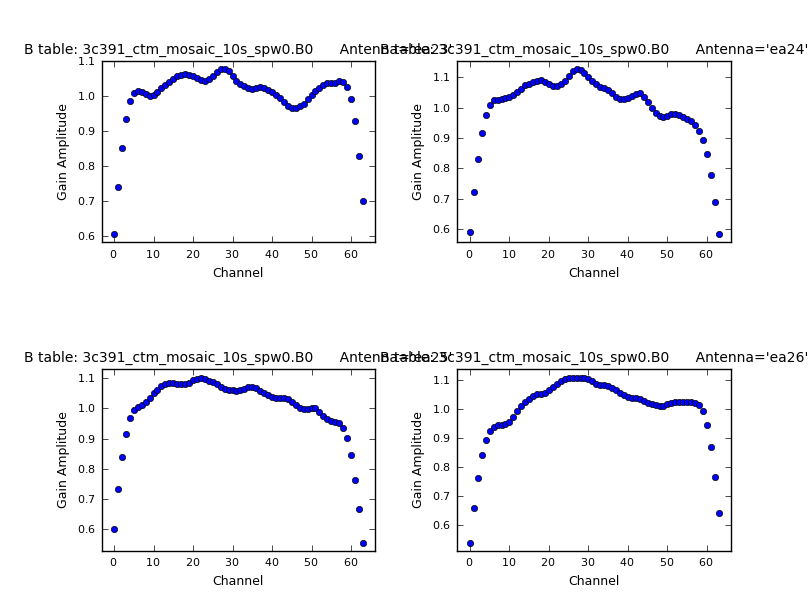 B table: 3c391_ctm_mosaic_10s_spw0.B0 Antenna='ea23'
B table: 3c391_ctm_mosaic_10s_spw0.B0 Antenna='ea24'
1.1
1.0
0.9
0.8
0.7
0.6
Gain Amplitude
0 10 20 30 40 50 60
Channel
1.1
1.0
0.9
0.8
0.7
0.6
Gain Amplitude
0 10 20 30 40 50 60
Channel
B table: 3c391_ctm_mosaic_10s_spw0.B0 Antenna='ea25'
B table: 3c391_ctm_mosaic_10s_spw0.B0 Antenna='ea26'
1.1
1.0
0.9
0.8
0.7
0.6
Gain Amplitude
0 10 20 30 40 50 60
Channel
1.1
1.0
0.9
0.8
0.7
0.6
Gain Amplitude
0 10 20 30 40 50 60
Channel